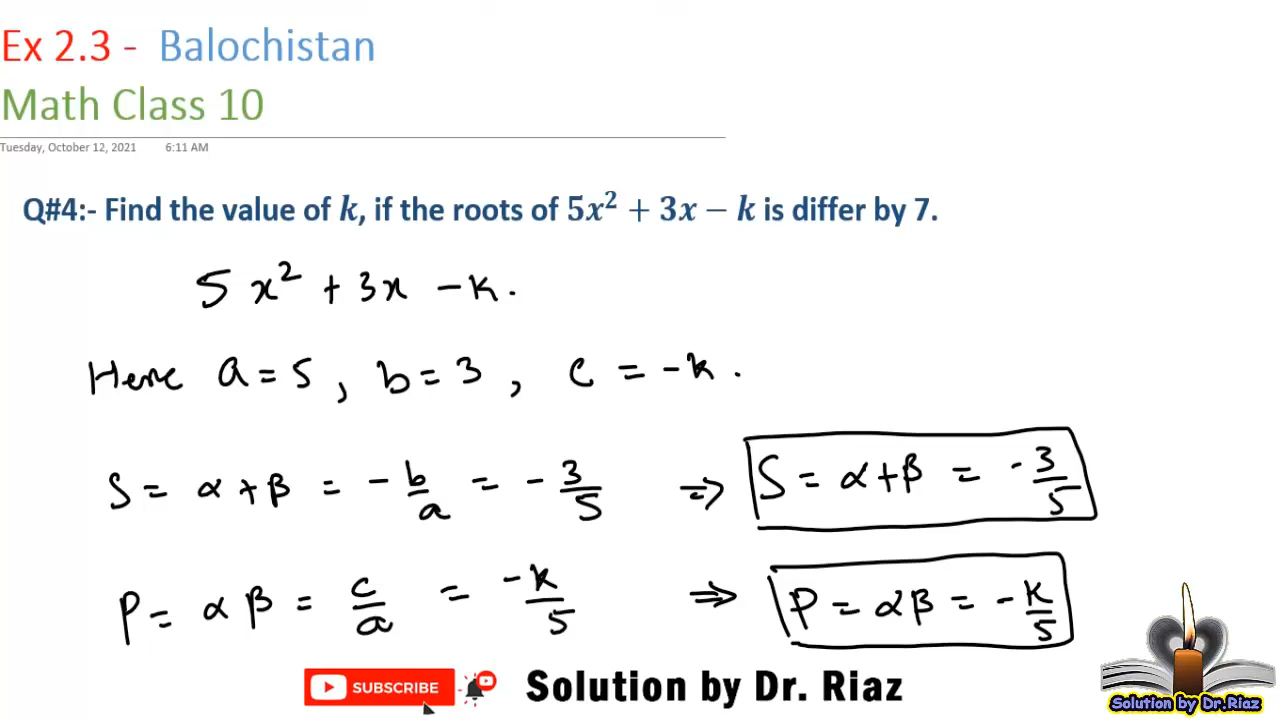 Ex 2.3 - Balochistan
Math Class 10
Tuesday, October 12, 2021 6:11 AM
Q#4:- Find the value of k, if the roots of 5x² + 3x − k is differ by 7.
5x² + 3x − k.
Here a = 5, b = 3, c = −k.
S = α + β = −b/a = −3/5 ⇒ S = α + β = −3/5
P = αβ = c/a = −k/5 ⇒ P = αβ = −k/5
SUBSCRIBE Solution by Dr. Riaz
Solution by Dr.Riaz